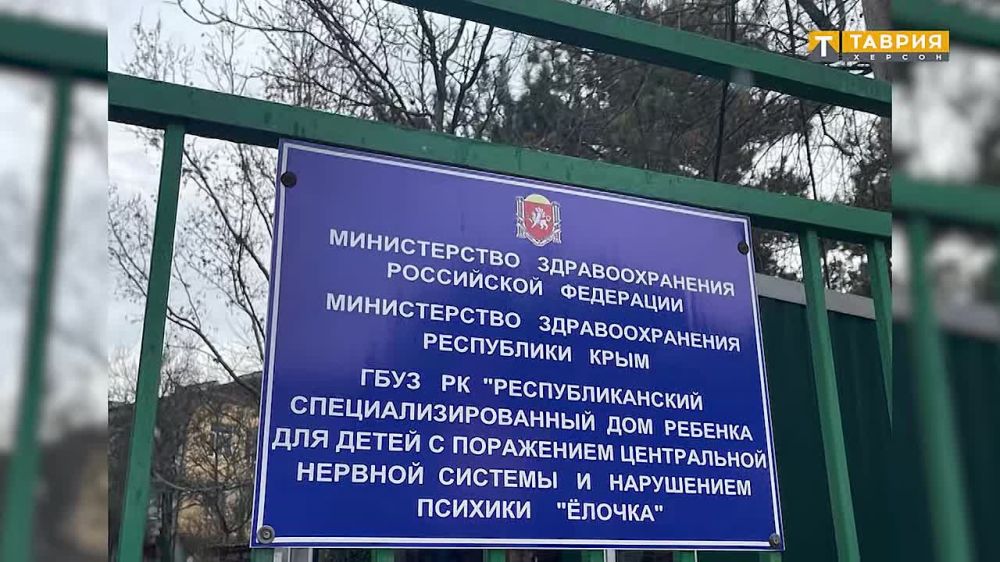 ТАВРИЯ
ХЕРСОН
МИНИСТЕРСТВО ЗДРАВООХРАНЕНИЯ
РОССИЙСКОЙ ФЕДЕРАЦИИ
МИНИСТЕРСТВО ЗДРАВООХРАНЕНИЯ
РЕСПУБЛИКИ КРЫМ
ГБУЗ РК "РЕСПУБЛИКАНСКИЙ
СПЕЦИАЛИЗИРОВАННЫЙ ДОМ РЕБЕНКА
ДЛЯ ДЕТЕЙ С ПОРАЖЕНИЕМ ЦЕНТРАЛЬНОЙ
НЕРВНОЙ СИСТЕМЫ И НАРУШЕНИЕМ
ПСИХИКИ "ЁЛОЧКА"